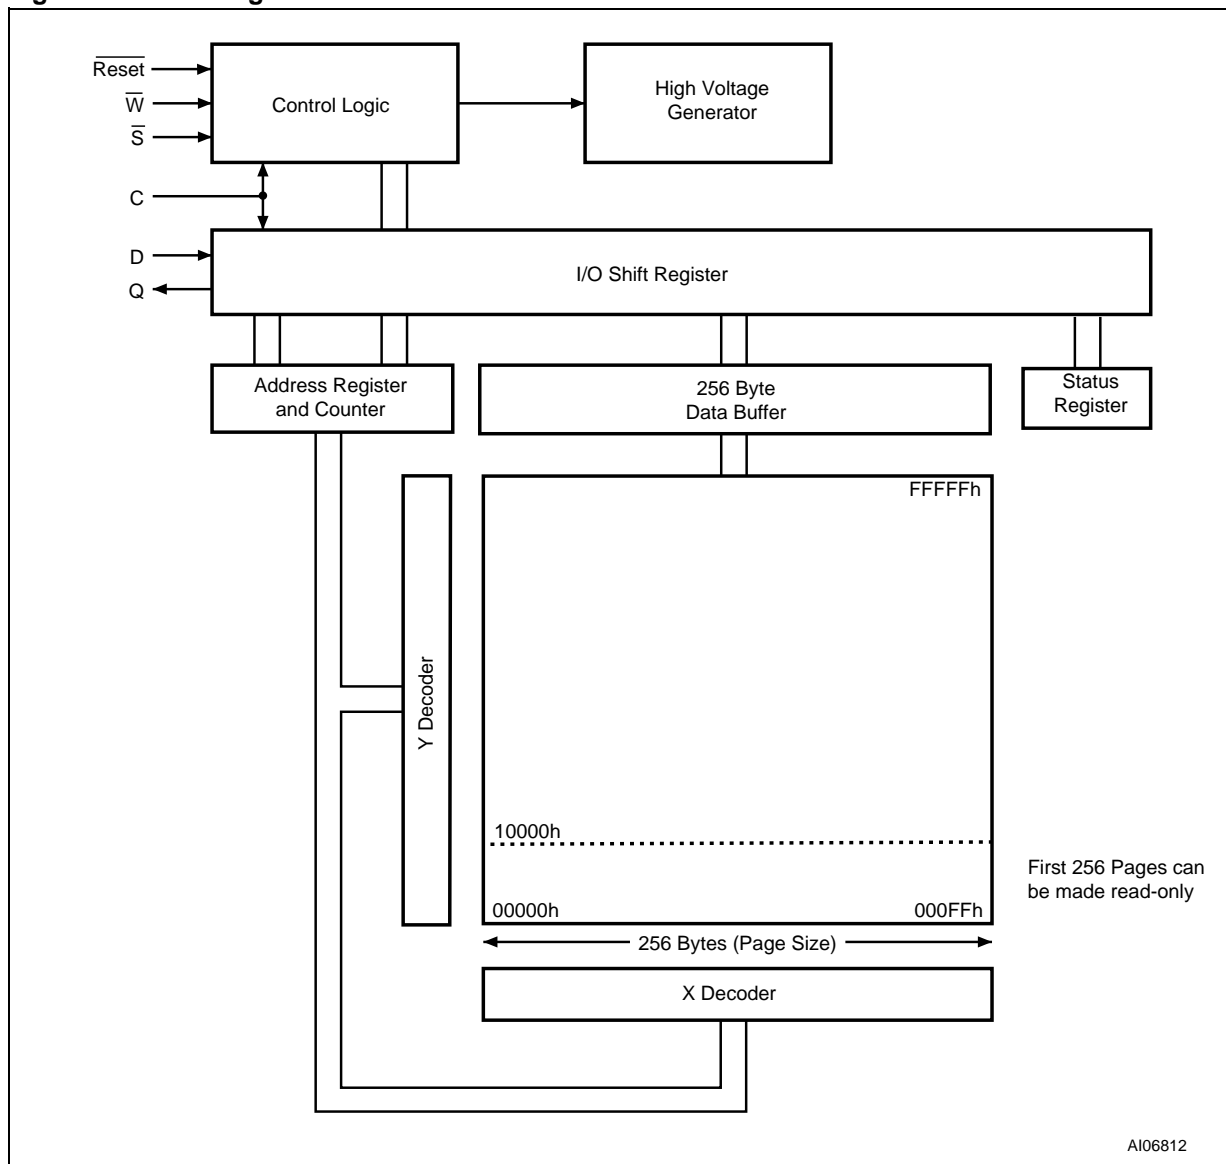 Reset
W
S
C
D
Q
Control Logic
High Voltage
Generator
I/O Shift Register
Address Register
and Counter
256 Byte
Data Buffer
Status
Register
FFFFFh
Y Decoder
10000h
First 256 Pages can
be made read-only
00000h
000FFh
256 Bytes (Page Size)
X Decoder
AI06812